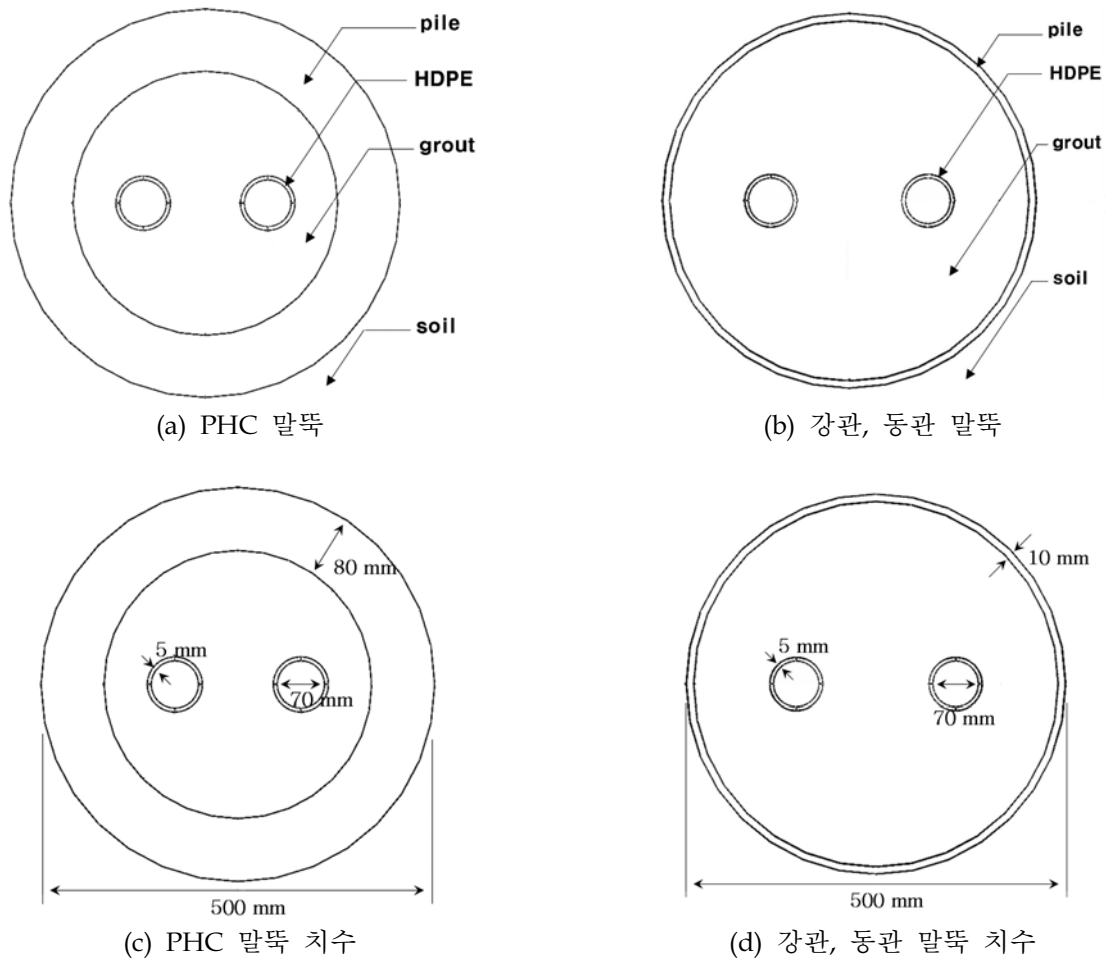 pile
HDPE
grout
soil
(a) PHC 말뚝
pile
HDPE
grout
soil
(b) 강관, 동관 말뚝
80 mm
5 mm
70 mm
500 mm
(c) PHC 말뚝 치수
10 mm
5 mm
70 mm
500 mm
(d) 강관, 동관 말뚝 치수